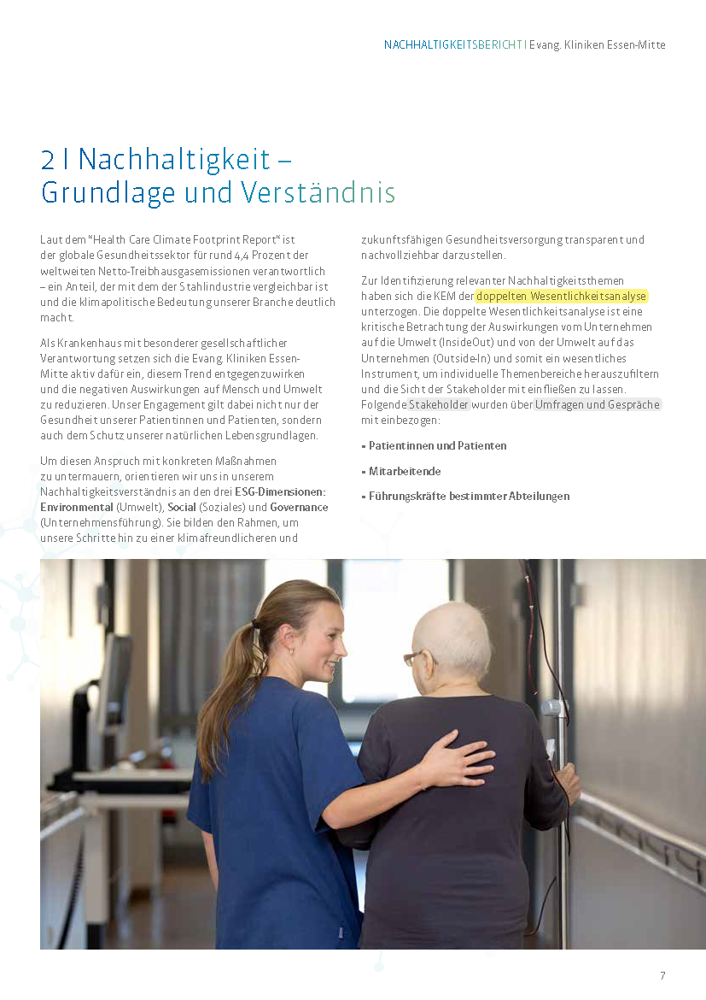 NACHHALTIGKEITSBERICHT I Evang. Kliniken Essen-Mitte
2 I Nachhaltigkeit –
Grundlage und Verständnis
Laut dem “Health Care Climate Footprint Report“ ist
der globale Gesundheitssektor für rund 4,4 Prozent der
weltweiten Netto-Treibhausgasemissionen verantwortlich
– ein Anteil, der mit dem der Stahlindustrie vergleichbar ist
und die klimapolitische Bedeutung unserer Branche deutlich
macht.
Als Krankenhaus mit besonderer gesellschaftlicher
Verantwortung setzen sich die Evang. Kliniken Essen-
Mitte aktiv dafür ein, diesem Trend entgegenzuwirken
und die negativen Auswirkungen auf Mensch und Umwelt
zu reduzieren. Unser Engagement gilt dabei nicht nur der
Gesundheit unserer Patientinnen und Patienten, sondern
auch dem Schutz unserer natürlichen Lebensgrundlagen.
Um diesen Anspruch mit konkreten Maßnahmen
zu untermauern, orientieren wir uns in unserem
Nachhaltigkeitsverständnis an den drei ESG-Dimensionen:
Environmental (Umwelt), Social (Soziales) und Governance
(Unternehmensführung). Sie bilden den Rahmen, um
unsere Schritte hin zu einer klimafreundlicheren und
zukunftsfähigen Gesundheitsversorgung transparent und
nachvollziehbar darzustellen.
Zur Identifizierung relevanter Nachhaltigkeitsthemen
haben sich die KEM der doppelten Wesentlichkeitsanalyse
unterzogen. Die doppelte Wesentlichkeitsanalyse ist eine
kritische Betrachtung der Auswirkungen vom Unternehmen
auf die Umwelt (InsideOut) und von der Umwelt auf das
Unternehmen (Outside-In) und somit ein wesentliches
Instrument, um individuelle Themenbereiche herauszufiltern
und die Sicht der Stakeholder mit einfließen zu lassen.
Folgende Stakeholder wurden über Umfragen und Gespräche
mit einbezogen:
• Patientinnen und Patienten
• Mitarbeitende
• Führungskräfte bestimmter Abteilungen
7